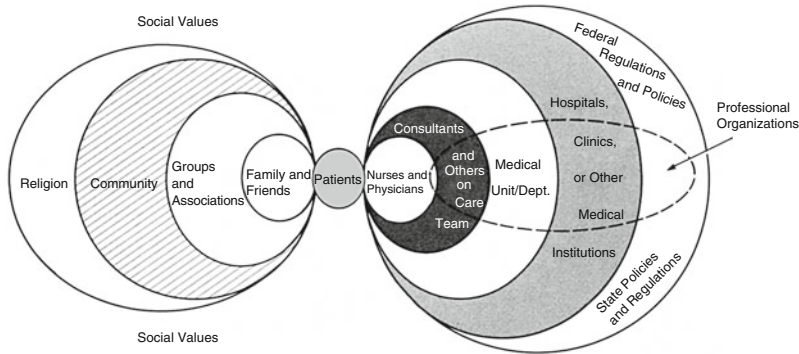 Social Values
Religion
Community
Groups
and
Associations
Family and
Friends
Patients
Nurses and
Physicians
Consultants
and
Others
on
Care
Team
Medical
Unit/Dept.
Hospitals,
Clinics,
or Other
Medical
Institutions
Federal
Regulations
and Policies
Professional
Organizations
State Policies
and Regulations
Social Values